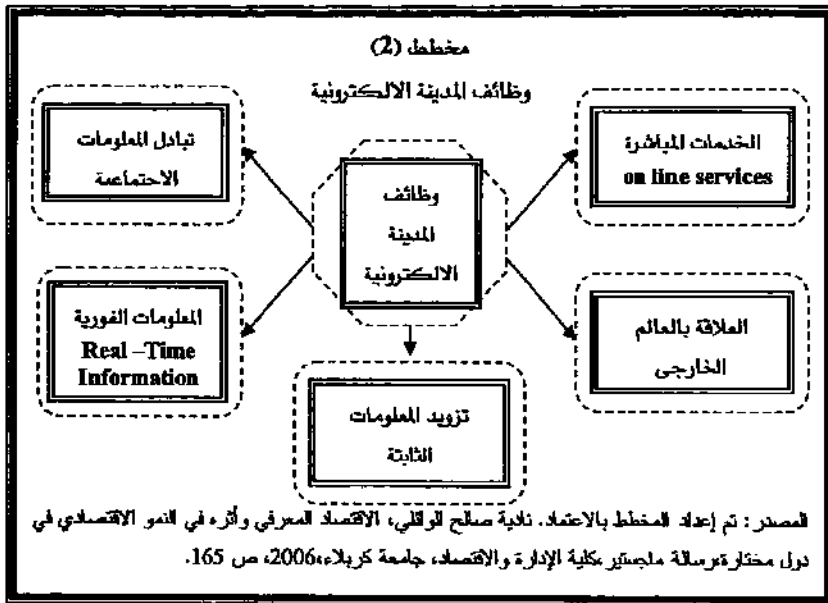 مخطط (2)
وظائف المدينة الالكترونية
الخدمات المباشرة
on line services
تبادل المعلومات
الاجتماعية
وظائف
المدينة
الالكترونية
العلاقة بالعالم
الخارجي
المعلومات الفورية
Real –Time
Information
تزويد المعلومات
الثابتة
المصدر : تم إعداد المخطط بالاعتماد. نادية صالح الوائلي، الاقتصاد المعرفي وأثره في النمو الاقتصادي في
دول مختارة،رسالة ماجستير ،كلية الإدارة والاقتصاد، جامعة كربلاء،2006، ص 165.